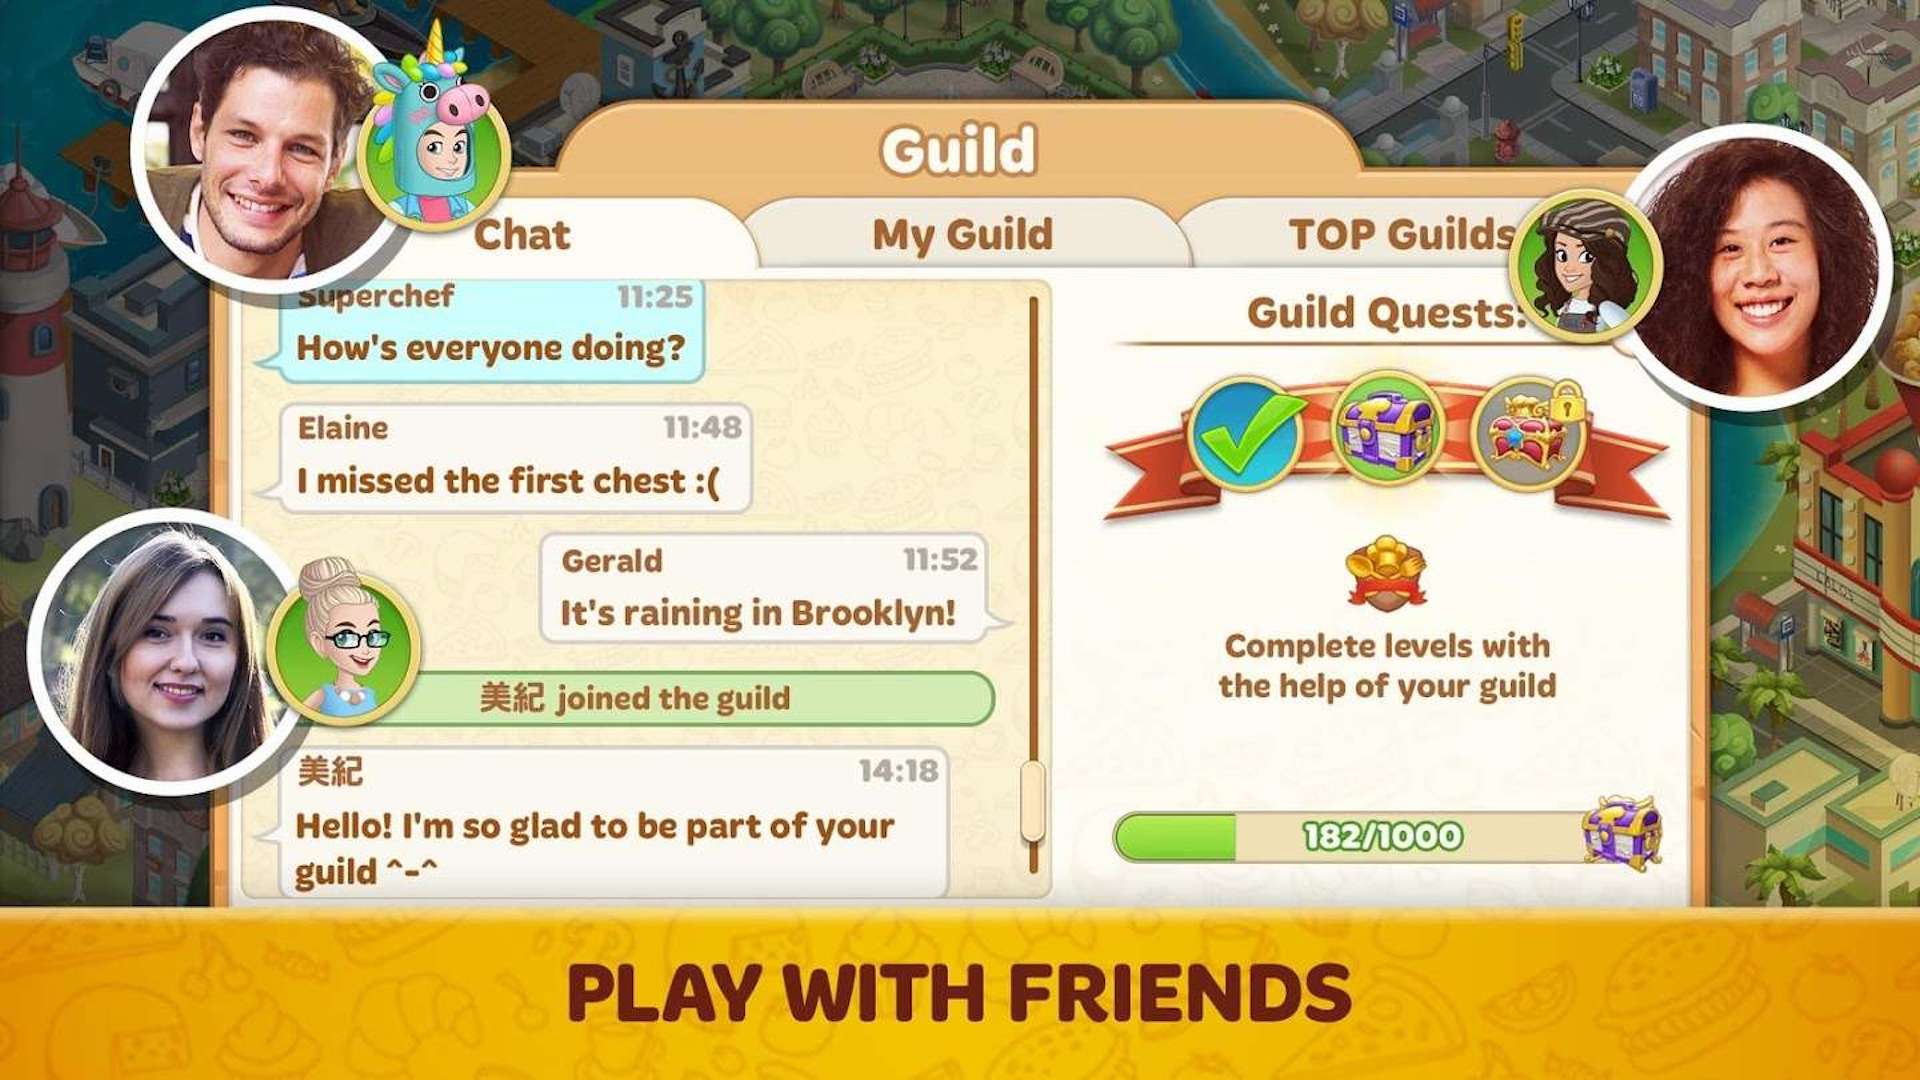 Guild
Chat
My Guild
TOP Guilds
Superchef 11:25
How's everyone doing?
Elaine 11:48
I missed the first chest :(
Gerald 11:52
It's raining in Brooklyn!
美紀 joined the guild
美紀 14:18
Hello! I'm so glad to be part of your
guild ^-^
Guild Quests:
Complete levels with
the help of your guild
182/1000
PLAY WITH FRIENDS